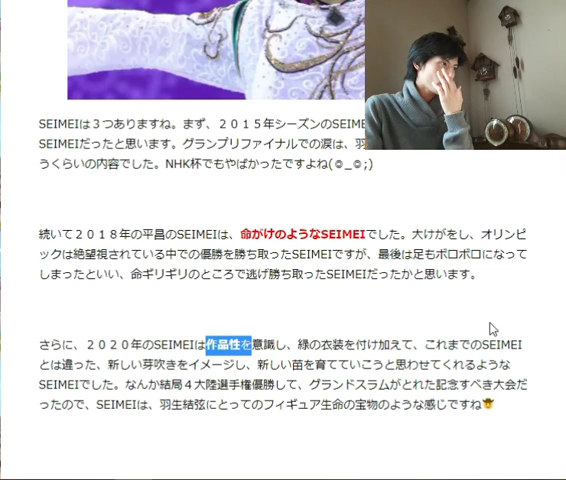 SEIMEIは３つありますね。まず、２０１５年シーズンのSEIME
SEIMEIだったと思います。グランプリファイナルでの涙は、羽
うくらいの内容でした。NHK杯でもやばかったですよね(☺_☺;)
続いて２０１８年の平昌のSEIMEIは、命がけのようなSEIMEIでした。大けがをし、オリンピ
ックは絶望視されている中での優勝を勝ち取ったSEIMEIですが、最後は足もボロボロになって
しまったといい、命ギリギリのところで逃げ勝ち取ったSEIMEIだったかと思います。
さらに、２０２０年のSEIMEIは作品性を意識し、緑の衣装を付け加えて、これまでのSEIMEI
とは違った、新しい芽吹きをイメージし、新しい苗を育てていこうと思わせてくれるような
SEIMEIでした。なんか結局４大陸選手権優勝して、グランドスラムがとれた記念すべき大会だ
ったので、SEIMEIは、羽生結弦にとってのフィギュア生命の宝物のような感じですね🤠